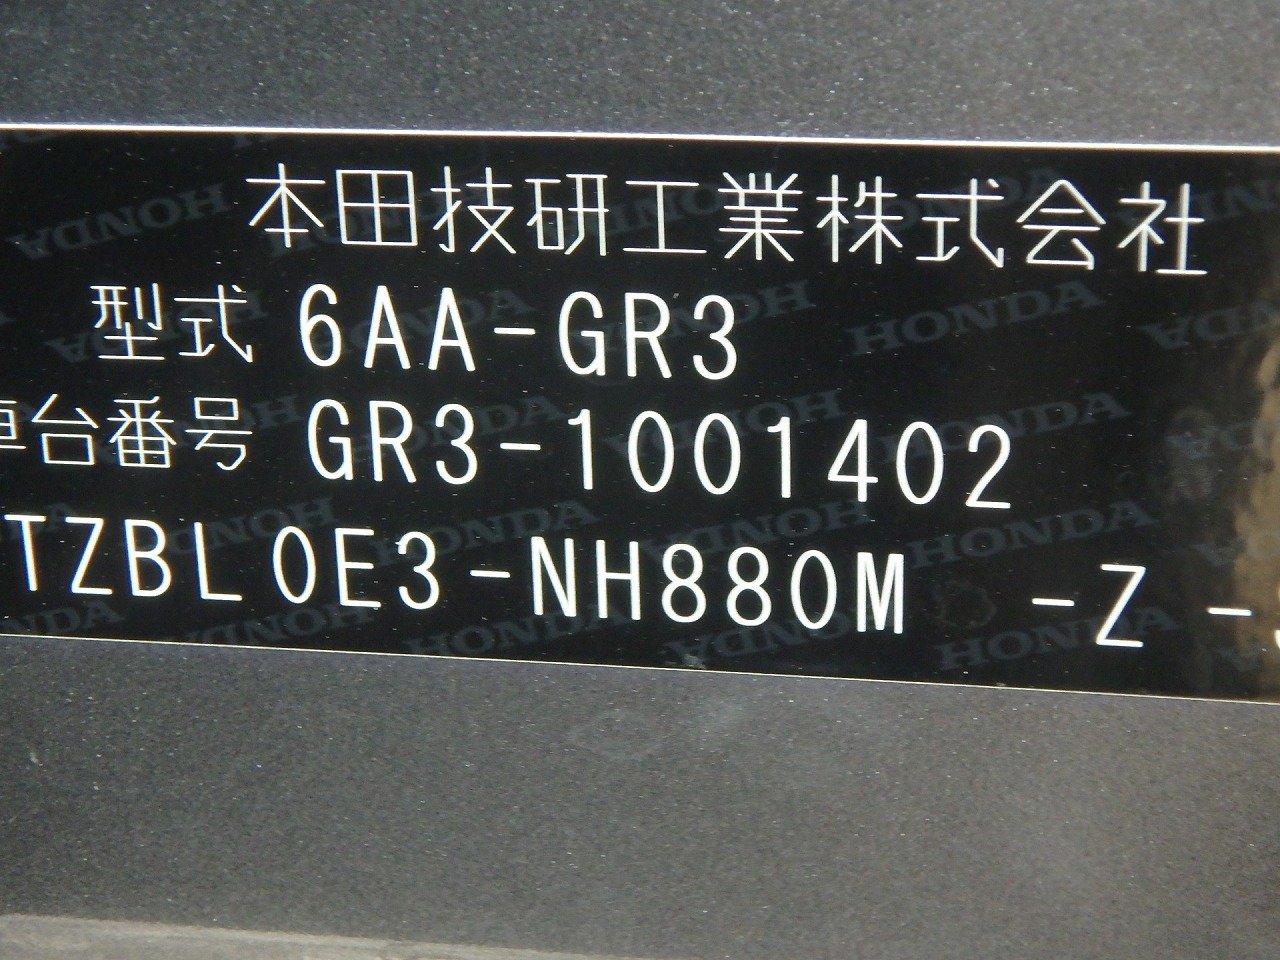 本田技研工業株式会社
型式 6AA-GR3
車台番号 GR3-1001402
TZBL0E3-NH880M -Z -